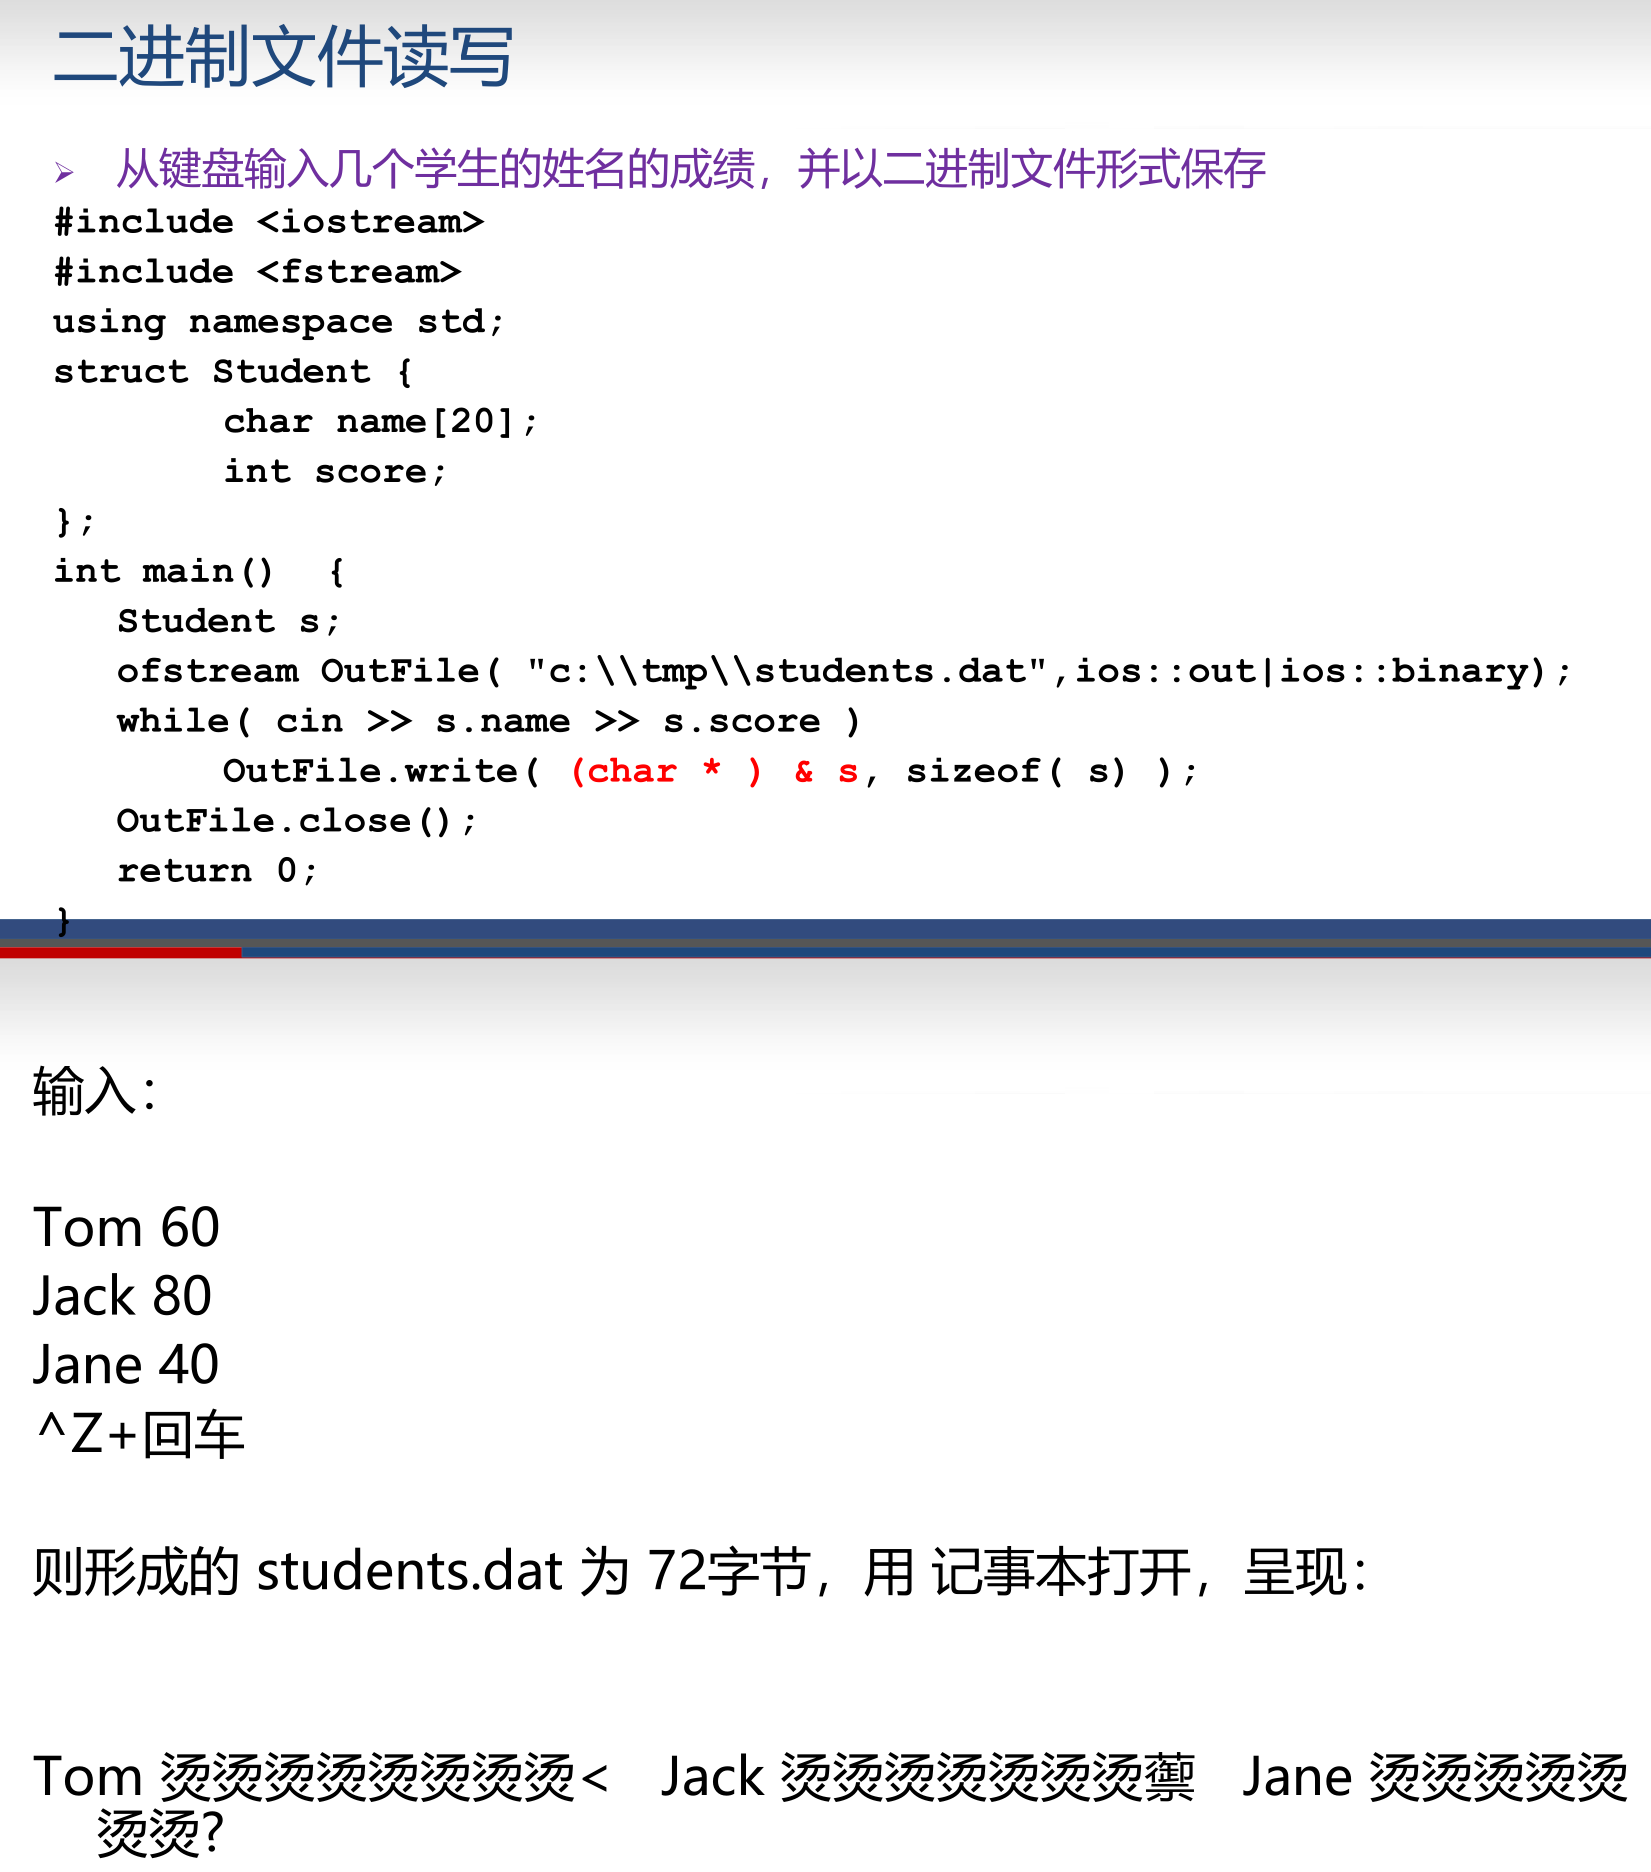 二进制文件读写
➢ 从键盘输入几个学生的姓名的成绩，并以二进制文件形式保存
#include <iostream>
#include <fstream>
using namespace std;
struct Student {
char name[20];
int score;
};
int main()  {
Student s;
ofstream OutFile( "c:\\tmp\\students.dat",ios::out|ios::binary);
while( cin >> s.name >> s.score )
OutFile.write( (char * ) & s, sizeof( s) );
OutFile.close();
return 0;
}
输入：
Tom 60
Jack 80
Jane 40
^Z+回车
则形成的 students.dat 为 72字节，用 记事本打开，呈现：
Tom 烫烫烫烫烫烫烫烫<   Jack 烫烫烫烫烫烫烫蘌   Jane 烫烫烫烫烫
烫烫?